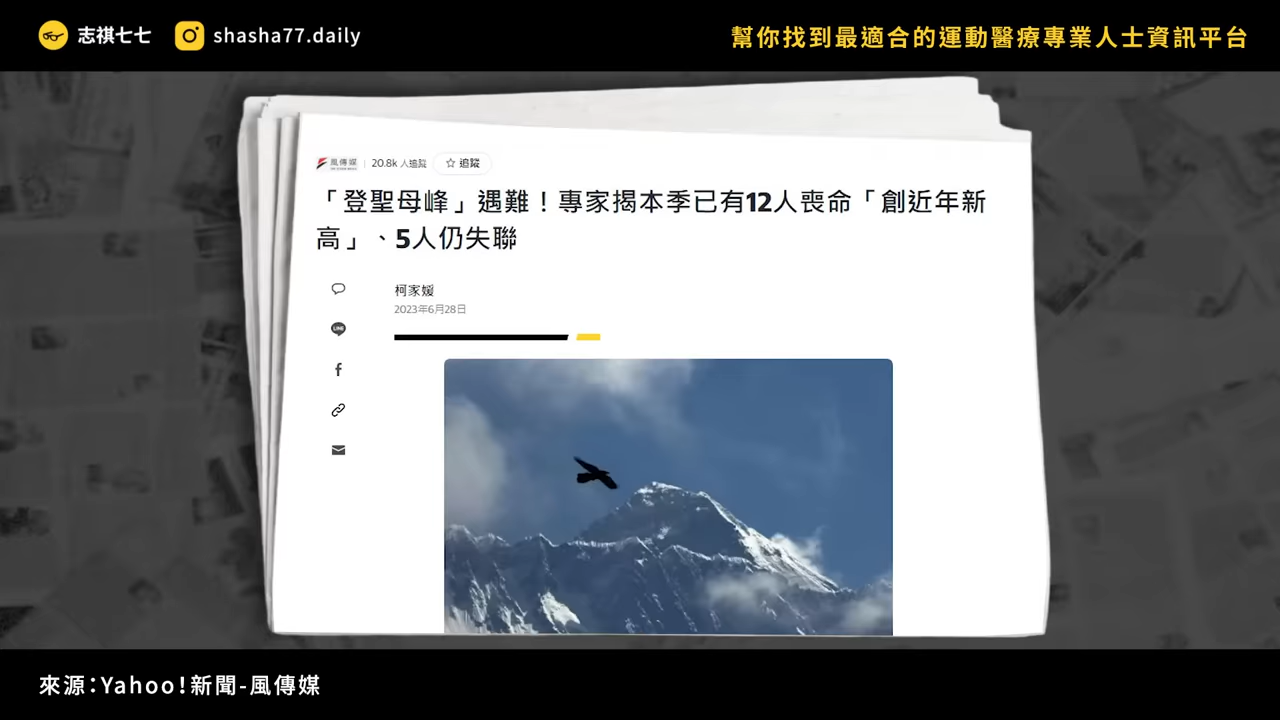 志祺七七
shasha77.daily
幫你找到最適合的運動醫療專業人士資訊平台
風傳媒
20.8k 人追蹤
☆ 追蹤
「登聖母峰」遇難！專家揭本季已有12人喪命「創近年新
高」、5人仍失聯
柯家媛
2023年6月28日
LINE
來源：Yahoo!新聞-風傳媒